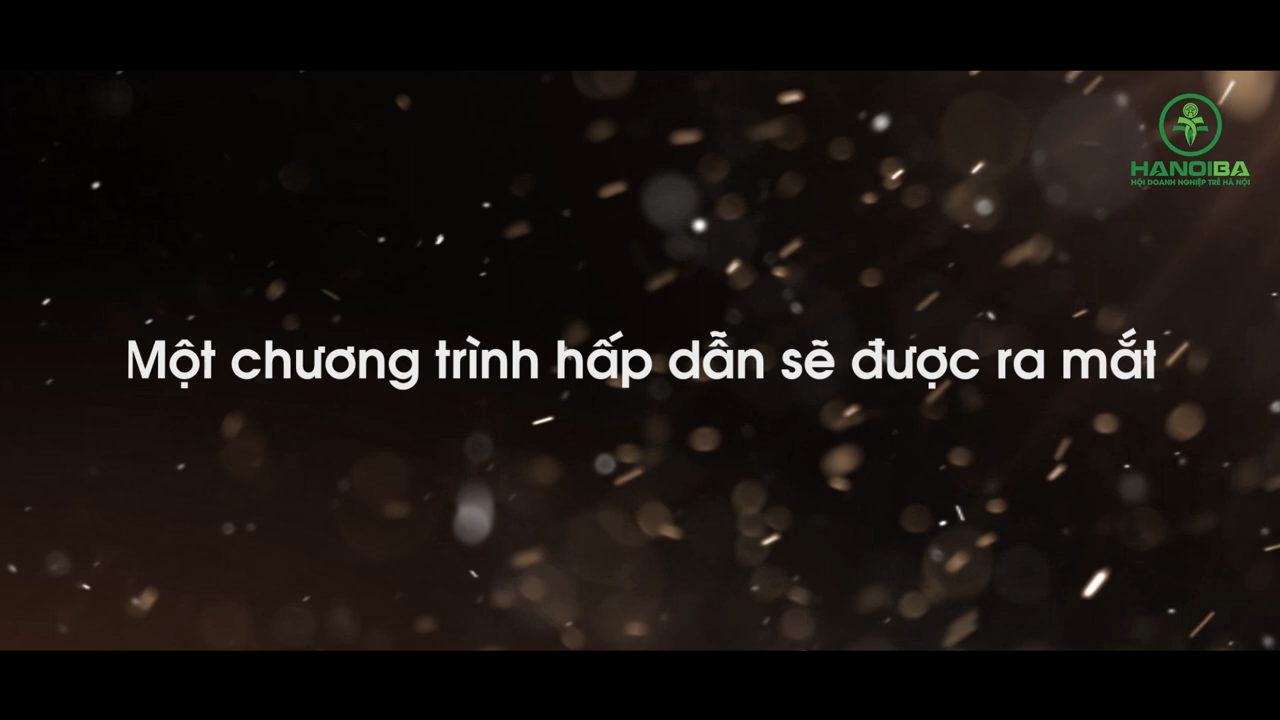 HANOIBA
HỘI DOANH NGHIỆP TRẺ HÀ NỘI
Một chương trình hấp dẫn sẽ được ra mắt